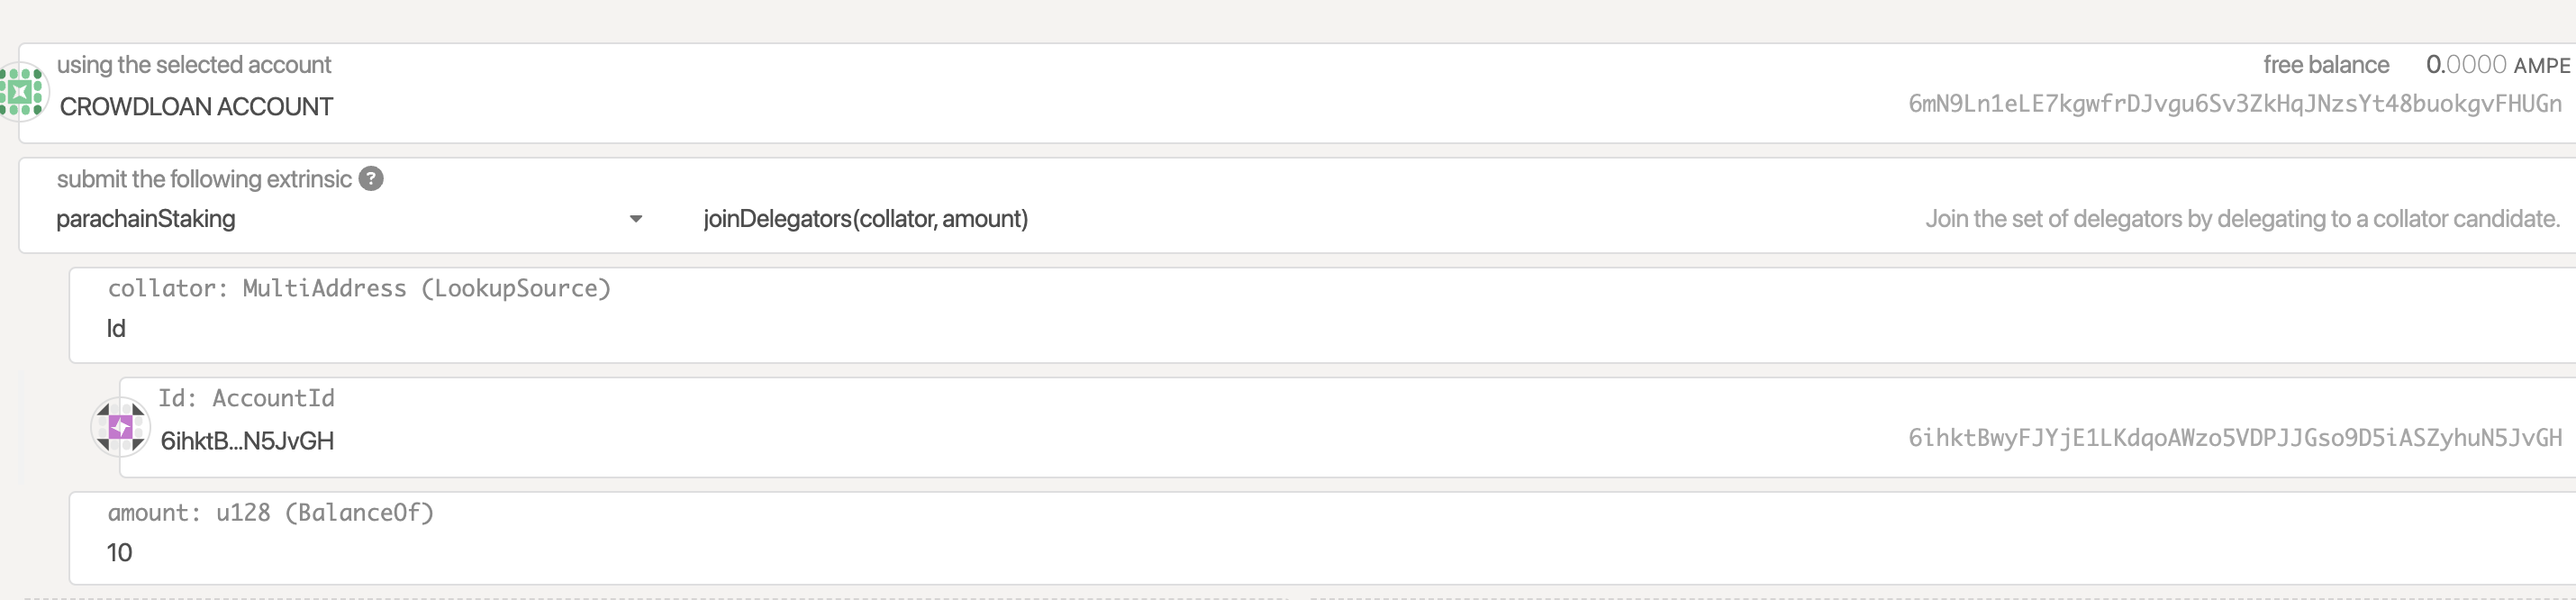 using the selected account
free balance 0.0000 AMPE
CROWDLOAN ACCOUNT
6mN9Ln1eLE7kgwfrDJvgu6Sv3ZkHqJNzsYt48buokgvFHUGn
submit the following extrinsic ?
parachainStaking
joinDelegators(collator, amount)
Join the set of delegators by delegating to a collator candidate.
collator: MultiAddress (LookupSource)
Id
Id: AccountId
6ihktB...N5JvGH
6ihktBwyFJYjE1LKdqoAWzo5VDPJJGso9D5iASZyhuN5JvGH
amount: u128 (BalanceOf)
10